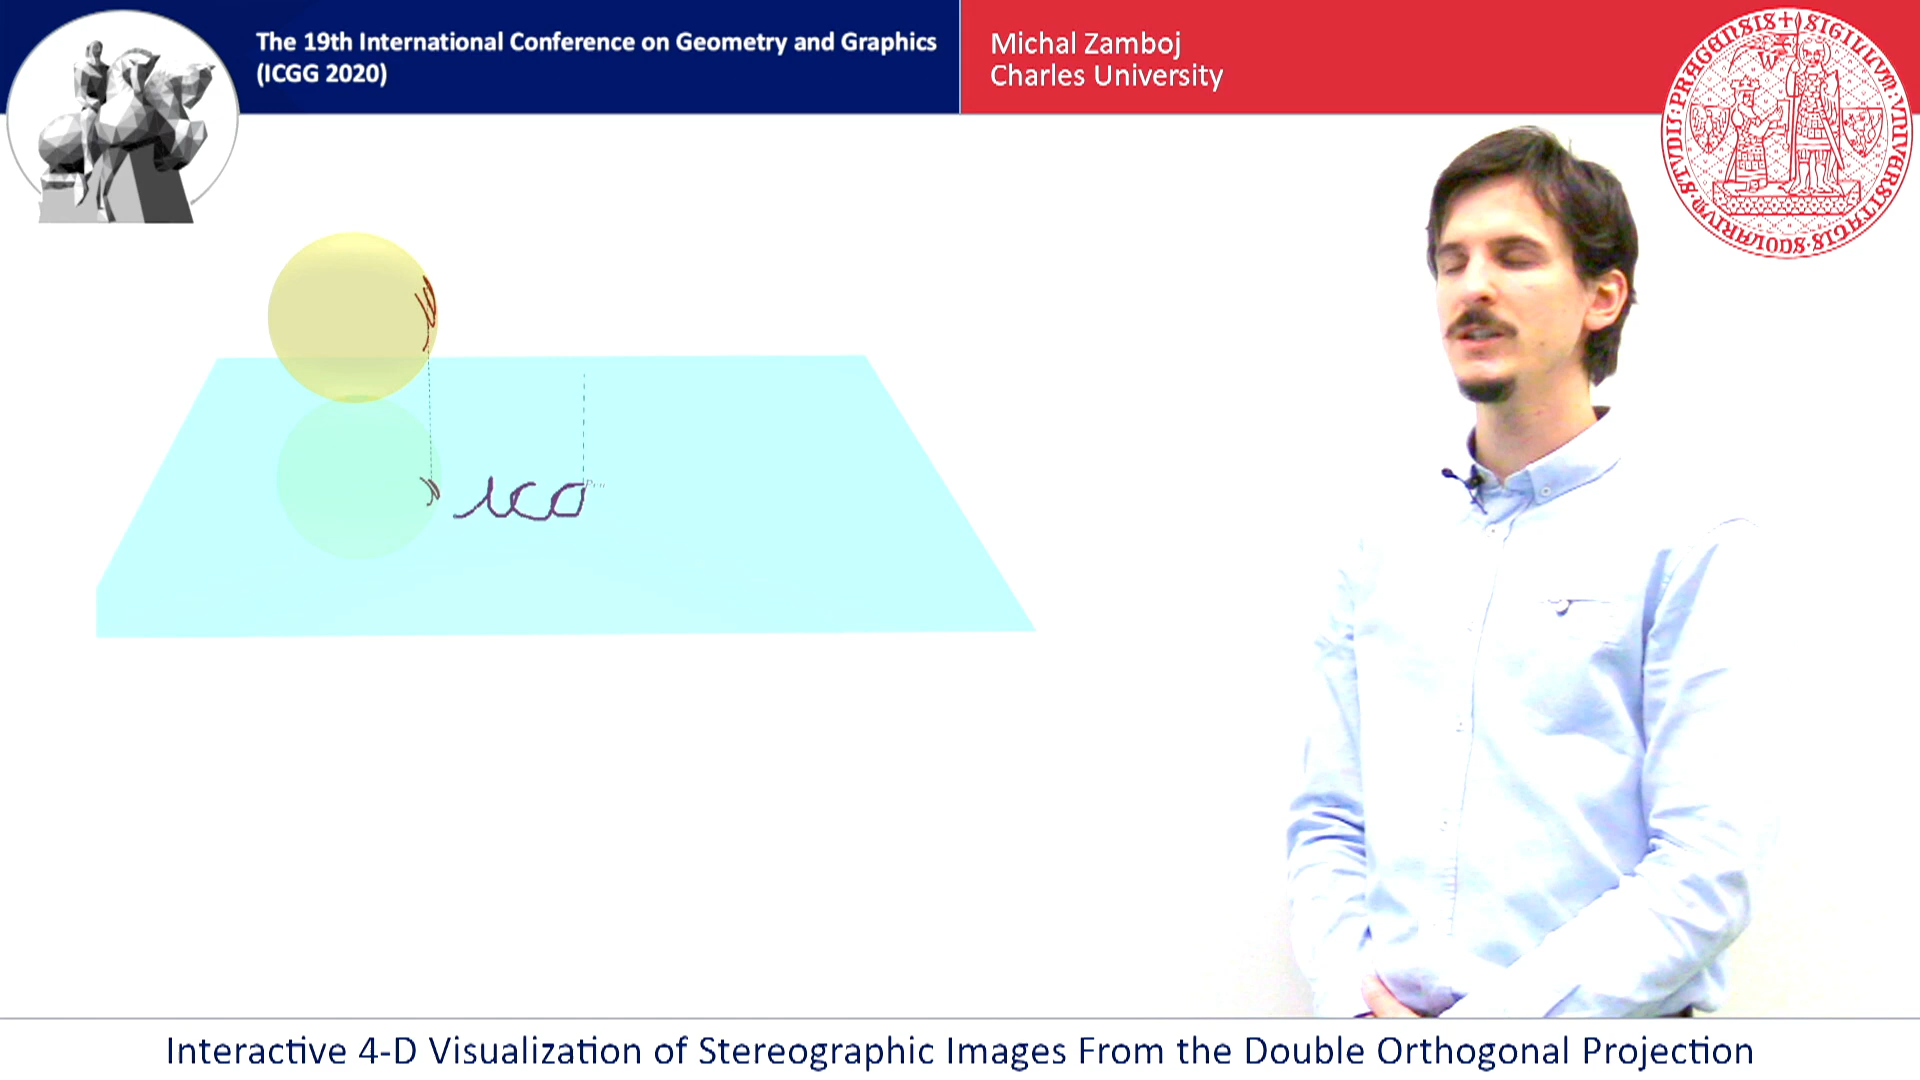 The 19th International Conference on Geometry and Graphics
(ICGG 2020)
Michal Zamboj
Charles University
Interactive 4-D Visualization of Stereographic Images From the Double Orthogonal Projection